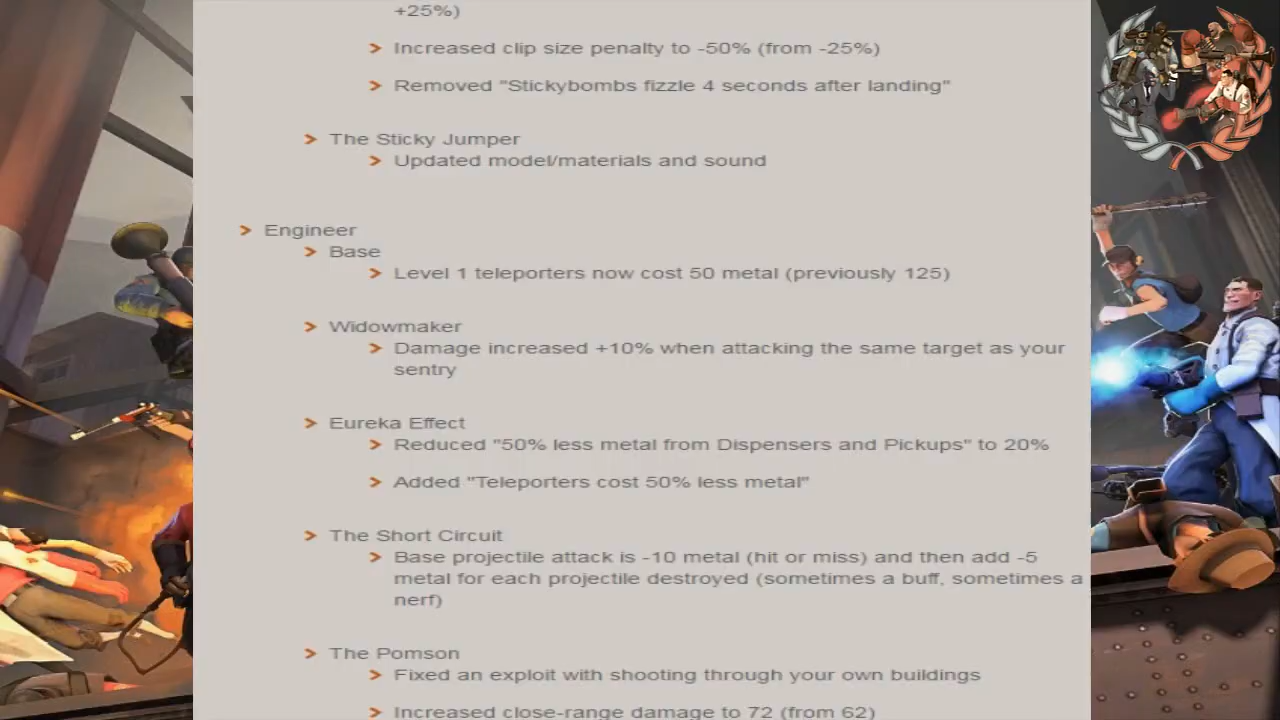 +25%)
Increased clip size penalty to -50% (from -25%)
Removed "Stickybombs fizzle 4 seconds after landing"
The Sticky Jumper
Updated model/materials and sound
Engineer
Base
Level 1 teleporters now cost 50 metal (previously 125)
Widowmaker
Damage increased +10% when attacking the same target as your
sentry
Eureka Effect
Reduced "50% less metal from Dispensers and Pickups" to 20%
Added "Teleporters cost 50% less metal"
The Short Circuit
Base projectile attack is -10 metal (hit or miss) and then add -5
metal for each projectile destroyed (sometimes a buff, sometimes a
nerf)
The Pomson
Fixed an exploit with shooting through your own buildings
Increased close-range damage to 72 (from 62)